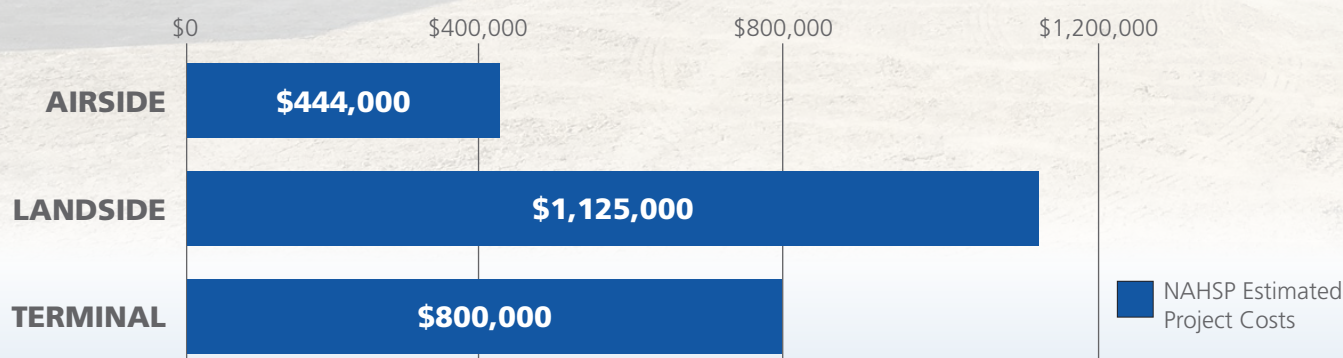 $0 $400,000 $800,000 $1,200,000
AIRSIDE $444,000
LANDSIDE $1,125,000
TERMINAL $800,000
NAHSP Estimated
Project Costs